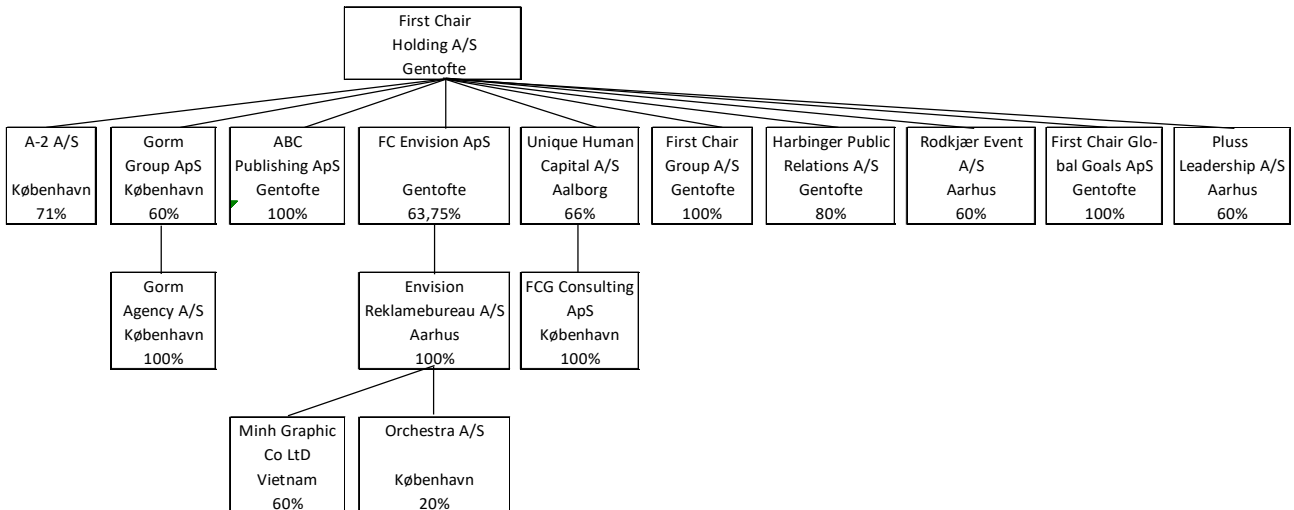 First Chair
Holding A/S
Gentofte
A-2 A/S
København
71%
Gorm
Group ApS
København
60%
ABC
Publishing ApS
Gentofte
100%
FC Envision ApS
Gentofte
63,75%
Unique Human
Capital A/S
Aalborg
66%
First Chair
Group A/S
Gentofte
100%
Harbinger Public
Relations A/S
Gentofte
80%
Rodkjær Event
A/S
Aarhus
60%
First Chair Glo-
bal Goals ApS
Gentofte
100%
Pluss
Leadership A/S
Aarhus
60%
Gorm
Agency A/S
København
100%
Envision
Reklamebureau A/S
Aarhus
100%
FCG Consulting
ApS
København
100%
Minh Graphic
Co LtD
Vietnam
60%
Orchestra A/S
København
20%